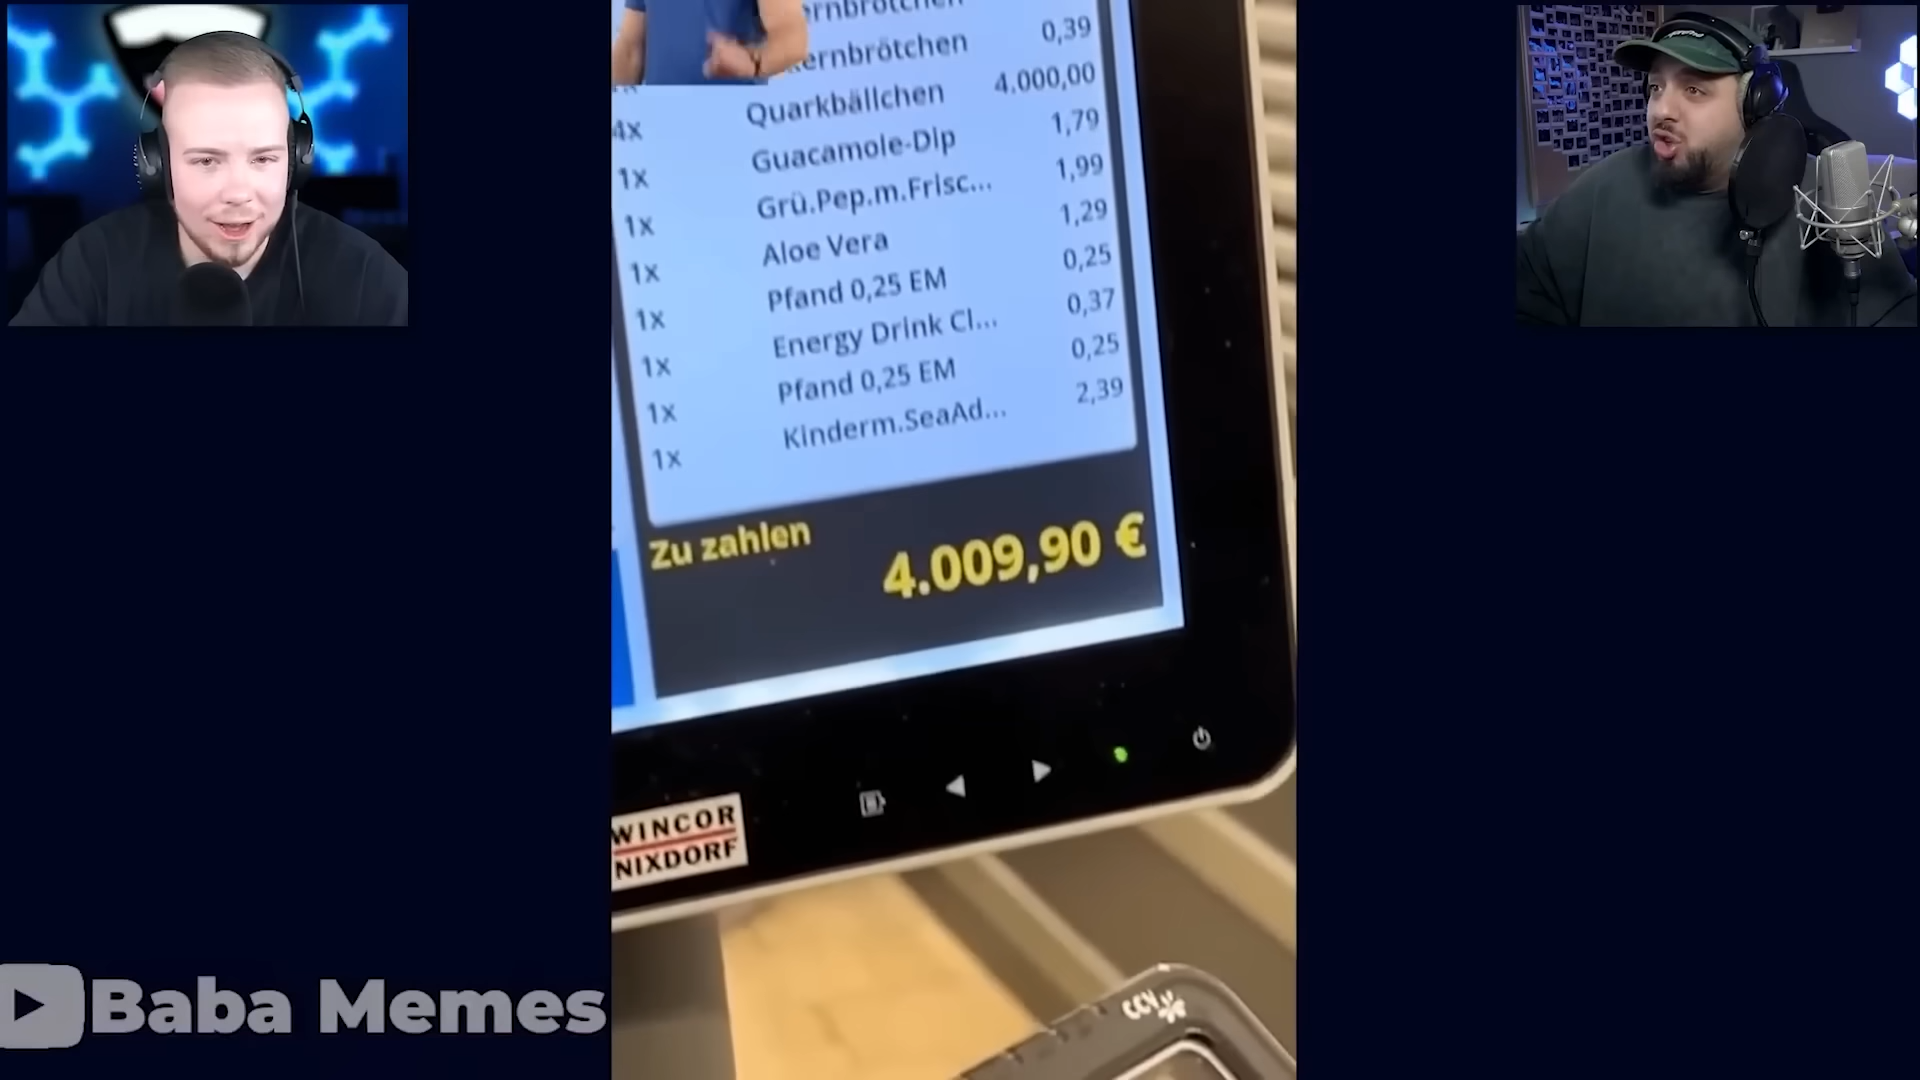 ernbrötchen
ernbrötchen 0,39
4x Quarkbällchen 4.000,00
1x Guacamole-Dip 1,79
1x Grü.Pep.m.Frisc... 1,99
1x Aloe Vera 1,29
1x Pfand 0,25 EM 0,25
1x Energy Drink Cl... 0,37
1x Pfand 0,25 EM 0,25
1x Kinderm.SeaAd... 2,39
Zu zahlen
4.009,90 €
WINCOR
NIXDORF
CCV
Baba Memes